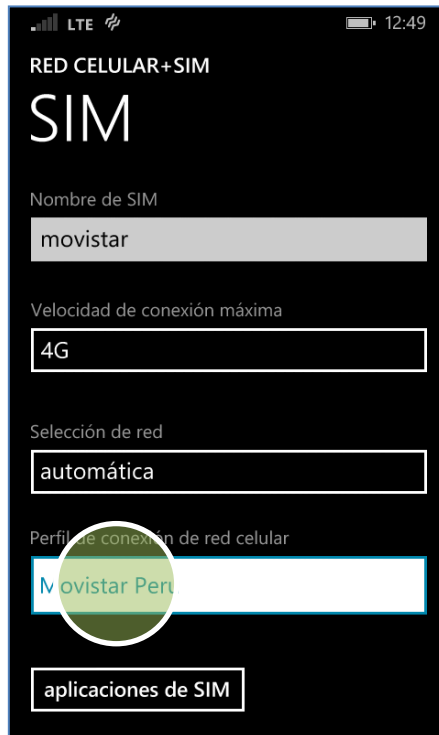 LTE 12:49
RED CELULAR+SIM
SIM
Nombre de SIM
movistar
Velocidad de conexión máxima
4G
Selección de red
automática
Perfil de conexión de red celular
Movistar Peru
aplicaciones de SIM